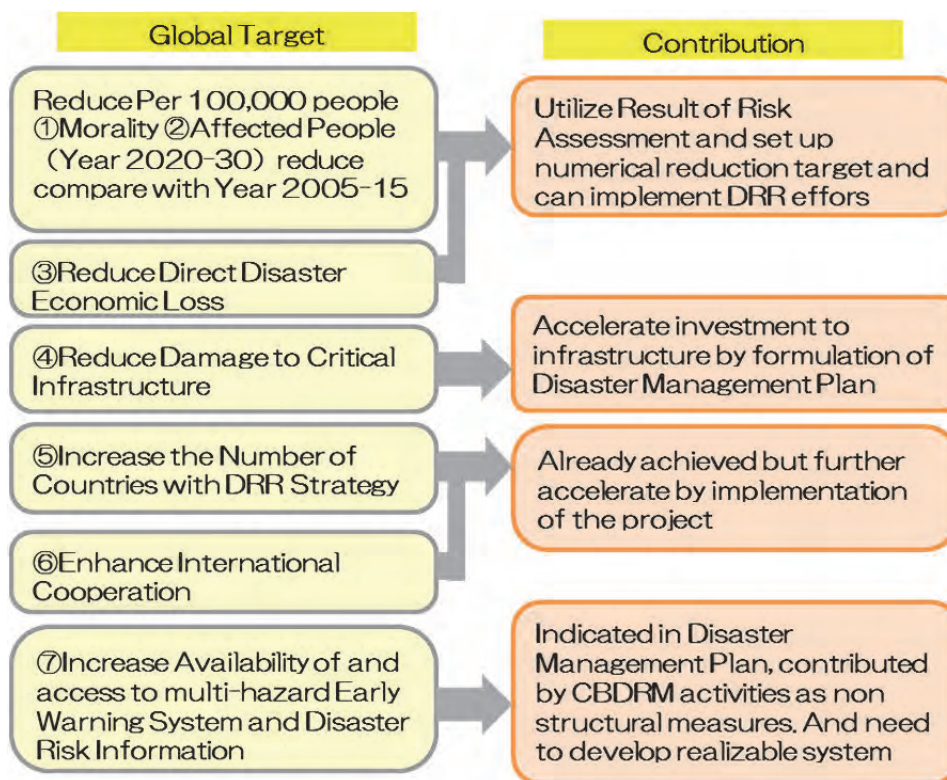 Global Target
Reduce Per 100,000 people
①Morality ②Affected People
(Year 2020-30) reduce
compare with Year 2005-15
③Reduce Direct Disaster
Economic Loss
④Reduce Damage to Critical
Infrastructure
⑤Increase the Number of
Countries with DRR Strategy
⑥Enhance International
Cooperation
⑦Increase Availability of and
access to multi-hazard Early
Warning System and Disaster
Risk Information
Contribution
Utilize Result of Risk
Assessment and set up
numerical reduction target and
can implement DRR effors
Accelerate investment to
infrastructure by formulation of
Disaster Management Plan
Already achieved but further
accelerate by implementation
of the project
Indicated in Disaster
Management Plan, contributed
by CBDRM activities as non
structural measures. And need
to develop realizable system